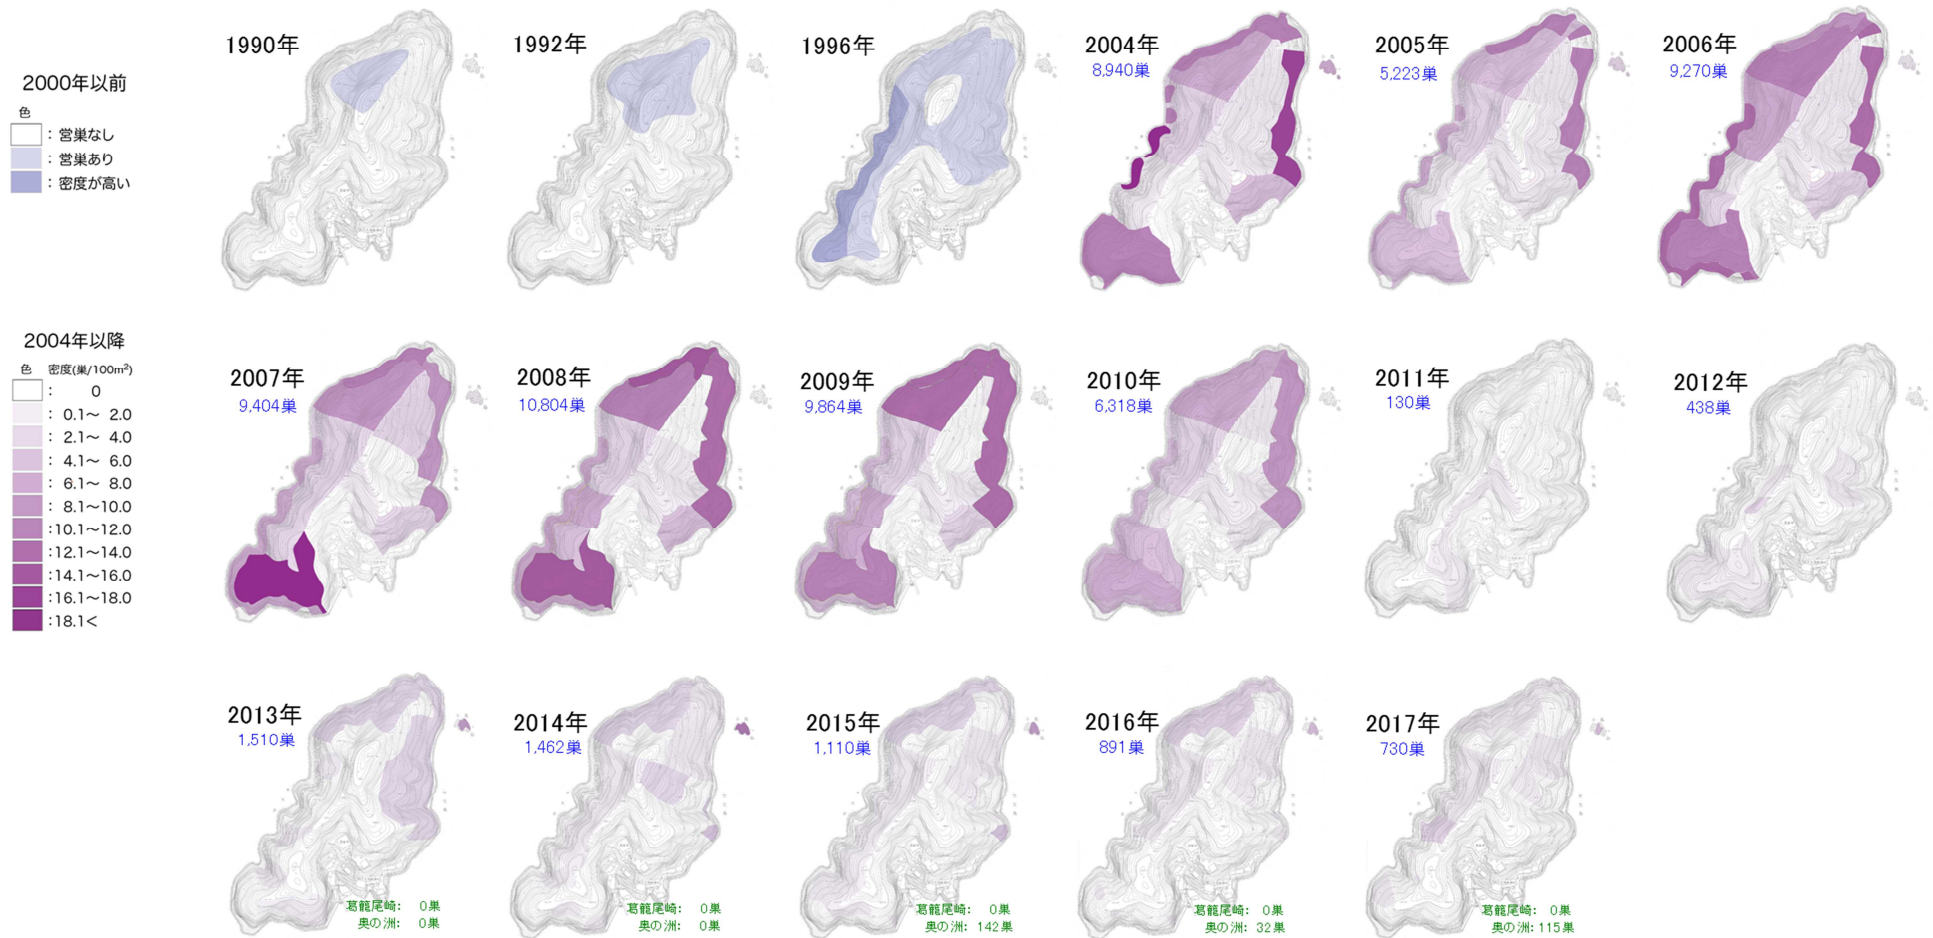 2000年以前
色
：営巣なし
：営巣あり
：密度が高い
1990年
1992年
1996年
2004年
8,940巣
2005年
5,223巣
2006年
9,270巣
2004年以降
色 密度(巣/100m²)
： 0
： 0.1～ 2.0
： 2.1～ 4.0
： 4.1～ 6.0
： 6.1～ 8.0
： 8.1～10.0
：10.1～12.0
：12.1～14.0
：14.1～16.0
：16.1～18.0
：18.1<
2007年
9,404巣
2008年
10,804巣
2009年
9,864巣
2010年
6,318巣
2011年
130巣
2012年
438巣
2013年
1,510巣
葛籠尾崎： 0巣
奥の洲： 0巣
2014年
1,462巣
葛籠尾崎： 0巣
奥の洲： 0巣
2015年
1,110巣
葛籠尾崎： 0巣
奥の洲： 142巣
2016年
891巣
葛籠尾崎： 0巣
奥の洲： 32巣
2017年
730巣
葛籠尾崎： 0巣
奥の洲： 115巣